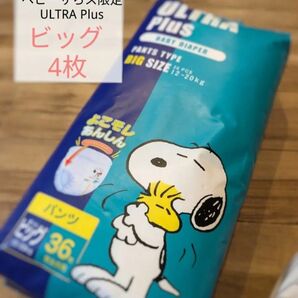 ベビーザらス限定
ULTRA Plus
ビッグ
4枚
ULTRA
Plus
BABY DIAPER
PANTS TYPE
BIG SIZE
12-20kg
よこモレ
あんしん
パンツ
ビッグ
36